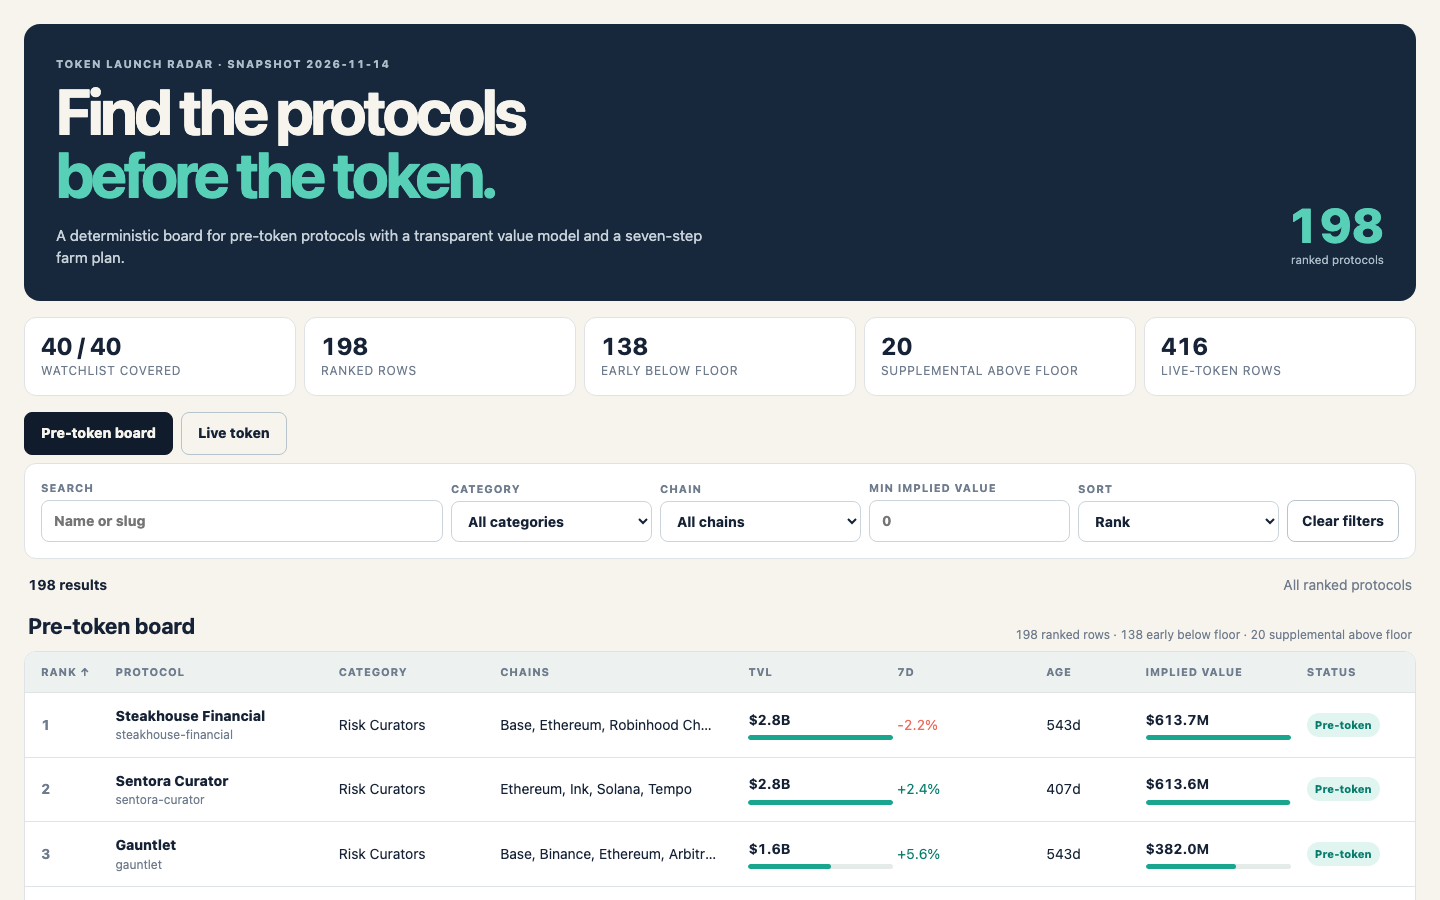 TOKEN LAUNCH RADAR · SNAPSHOT 2026-11-14
Find the protocols
before the token.
A deterministic board for pre-token protocols with a transparent value model and a seven-step
farm plan.
198
ranked protocols
40 / 40
WATCHLIST COVERED
198
RANKED ROWS
138
EARLY BELOW FLOOR
20
SUPPLEMENTAL ABOVE FLOOR
416
LIVE-TOKEN ROWS
Pre-token board
Live token
SEARCH
Name or slug
CATEGORY
All categories
CHAIN
All chains
MIN IMPLIED VALUE
0
SORT
Rank
Clear filters
198 results
All ranked protocols
Pre-token board
198 ranked rows · 138 early below floor · 20 supplemental above floor
RANK ↑ PROTOCOL CATEGORY CHAINS TVL 7D AGE IMPLIED VALUE STATUS
1 Steakhouse Financial Risk Curators Base, Ethereum, Robinhood Ch... $2.8B -2.2% 543d $613.7M Pre-token
steakhouse-financial
2 Sentora Curator Risk Curators Ethereum, Ink, Solana, Tempo $2.8B +2.4% 407d $613.6M Pre-token
sentora-curator
3 Gauntlet Risk Curators Base, Binance, Ethereum, Arbitr... $1.6B +5.6% 543d $382.0M Pre-token
gauntlet